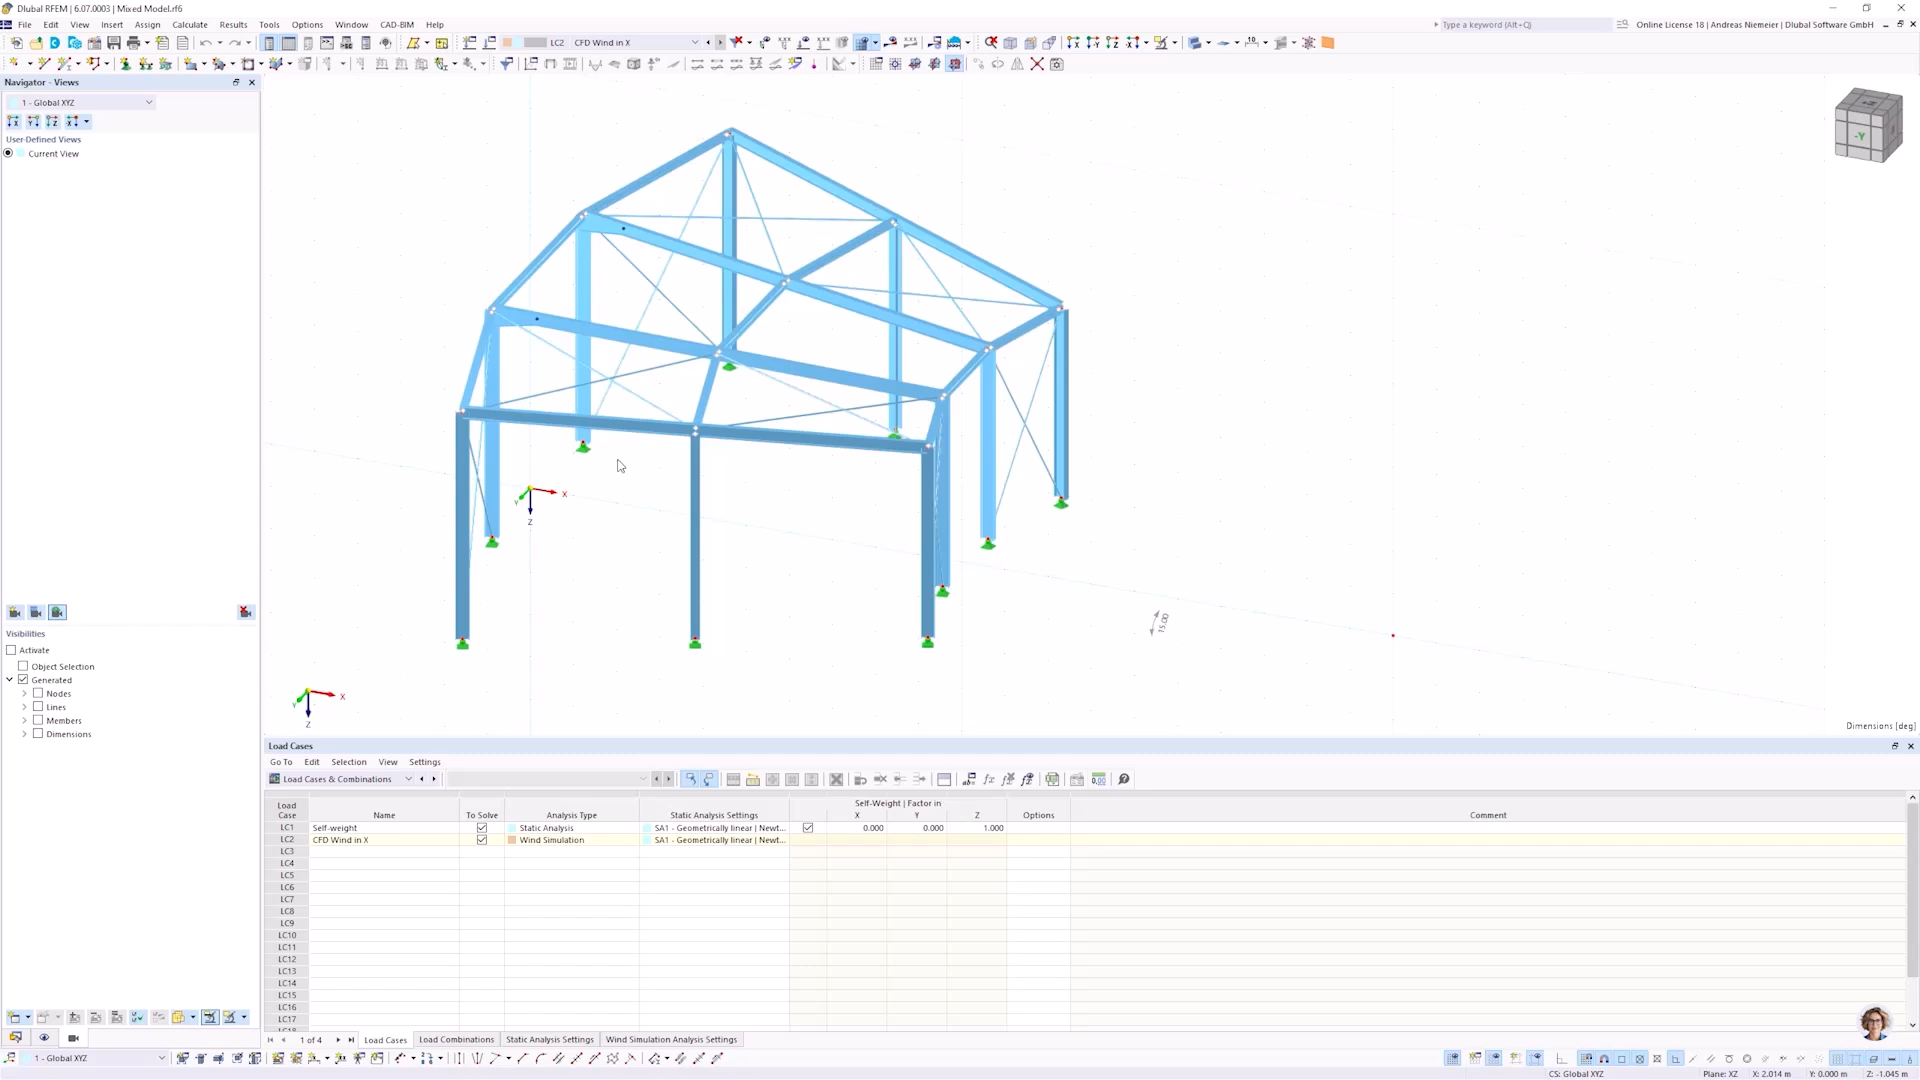 Dlubal RFEM | 6.07.0003 | Mixed Model.rf6
File Edit View Insert Assign Calculate Results Tools Options Window CAD-BIM Help
Type a keyword (Alt+Q)
Online License 18 | Andreas Niemeier | Dlubal Software GmbH
LC2 CFD Wind in X
Navigator - Views
1 - Global XYZ
User-Defined Views
Current View
+Z
-Y
X
Y
Z
15.00
X
Y
Z
Dimensions [deg]
Visibilities
Activate
Object Selection
Generated
Nodes
Lines
Members
Dimensions
Load Cases
Go To Edit Selection View Settings
Load Cases & Combinations
Load Case Name To Solve Analysis Type Static Analysis Settings Self-Weight | Factor in X Y Z Options Comment
LC1 Self-weight Static Analysis SA1 - Geometrically linear | Newt... 0.000 0.000 1.000
LC2 CFD Wind in X Wind Simulation SA1 - Geometrically linear | Newt...
LC3
LC4
LC5
LC6
LC7
LC8
LC9
LC10
LC11
LC12
LC13
LC14
LC15
LC16
LC17
LC18
1 of 4 Load Cases Load Combinations Static Analysis Settings Wind Simulation Analysis Settings
1 - Global XYZ
CS: Global XYZ Plane: XZ X: 2.014 m Y: 0.000 m Z: -1.045 m